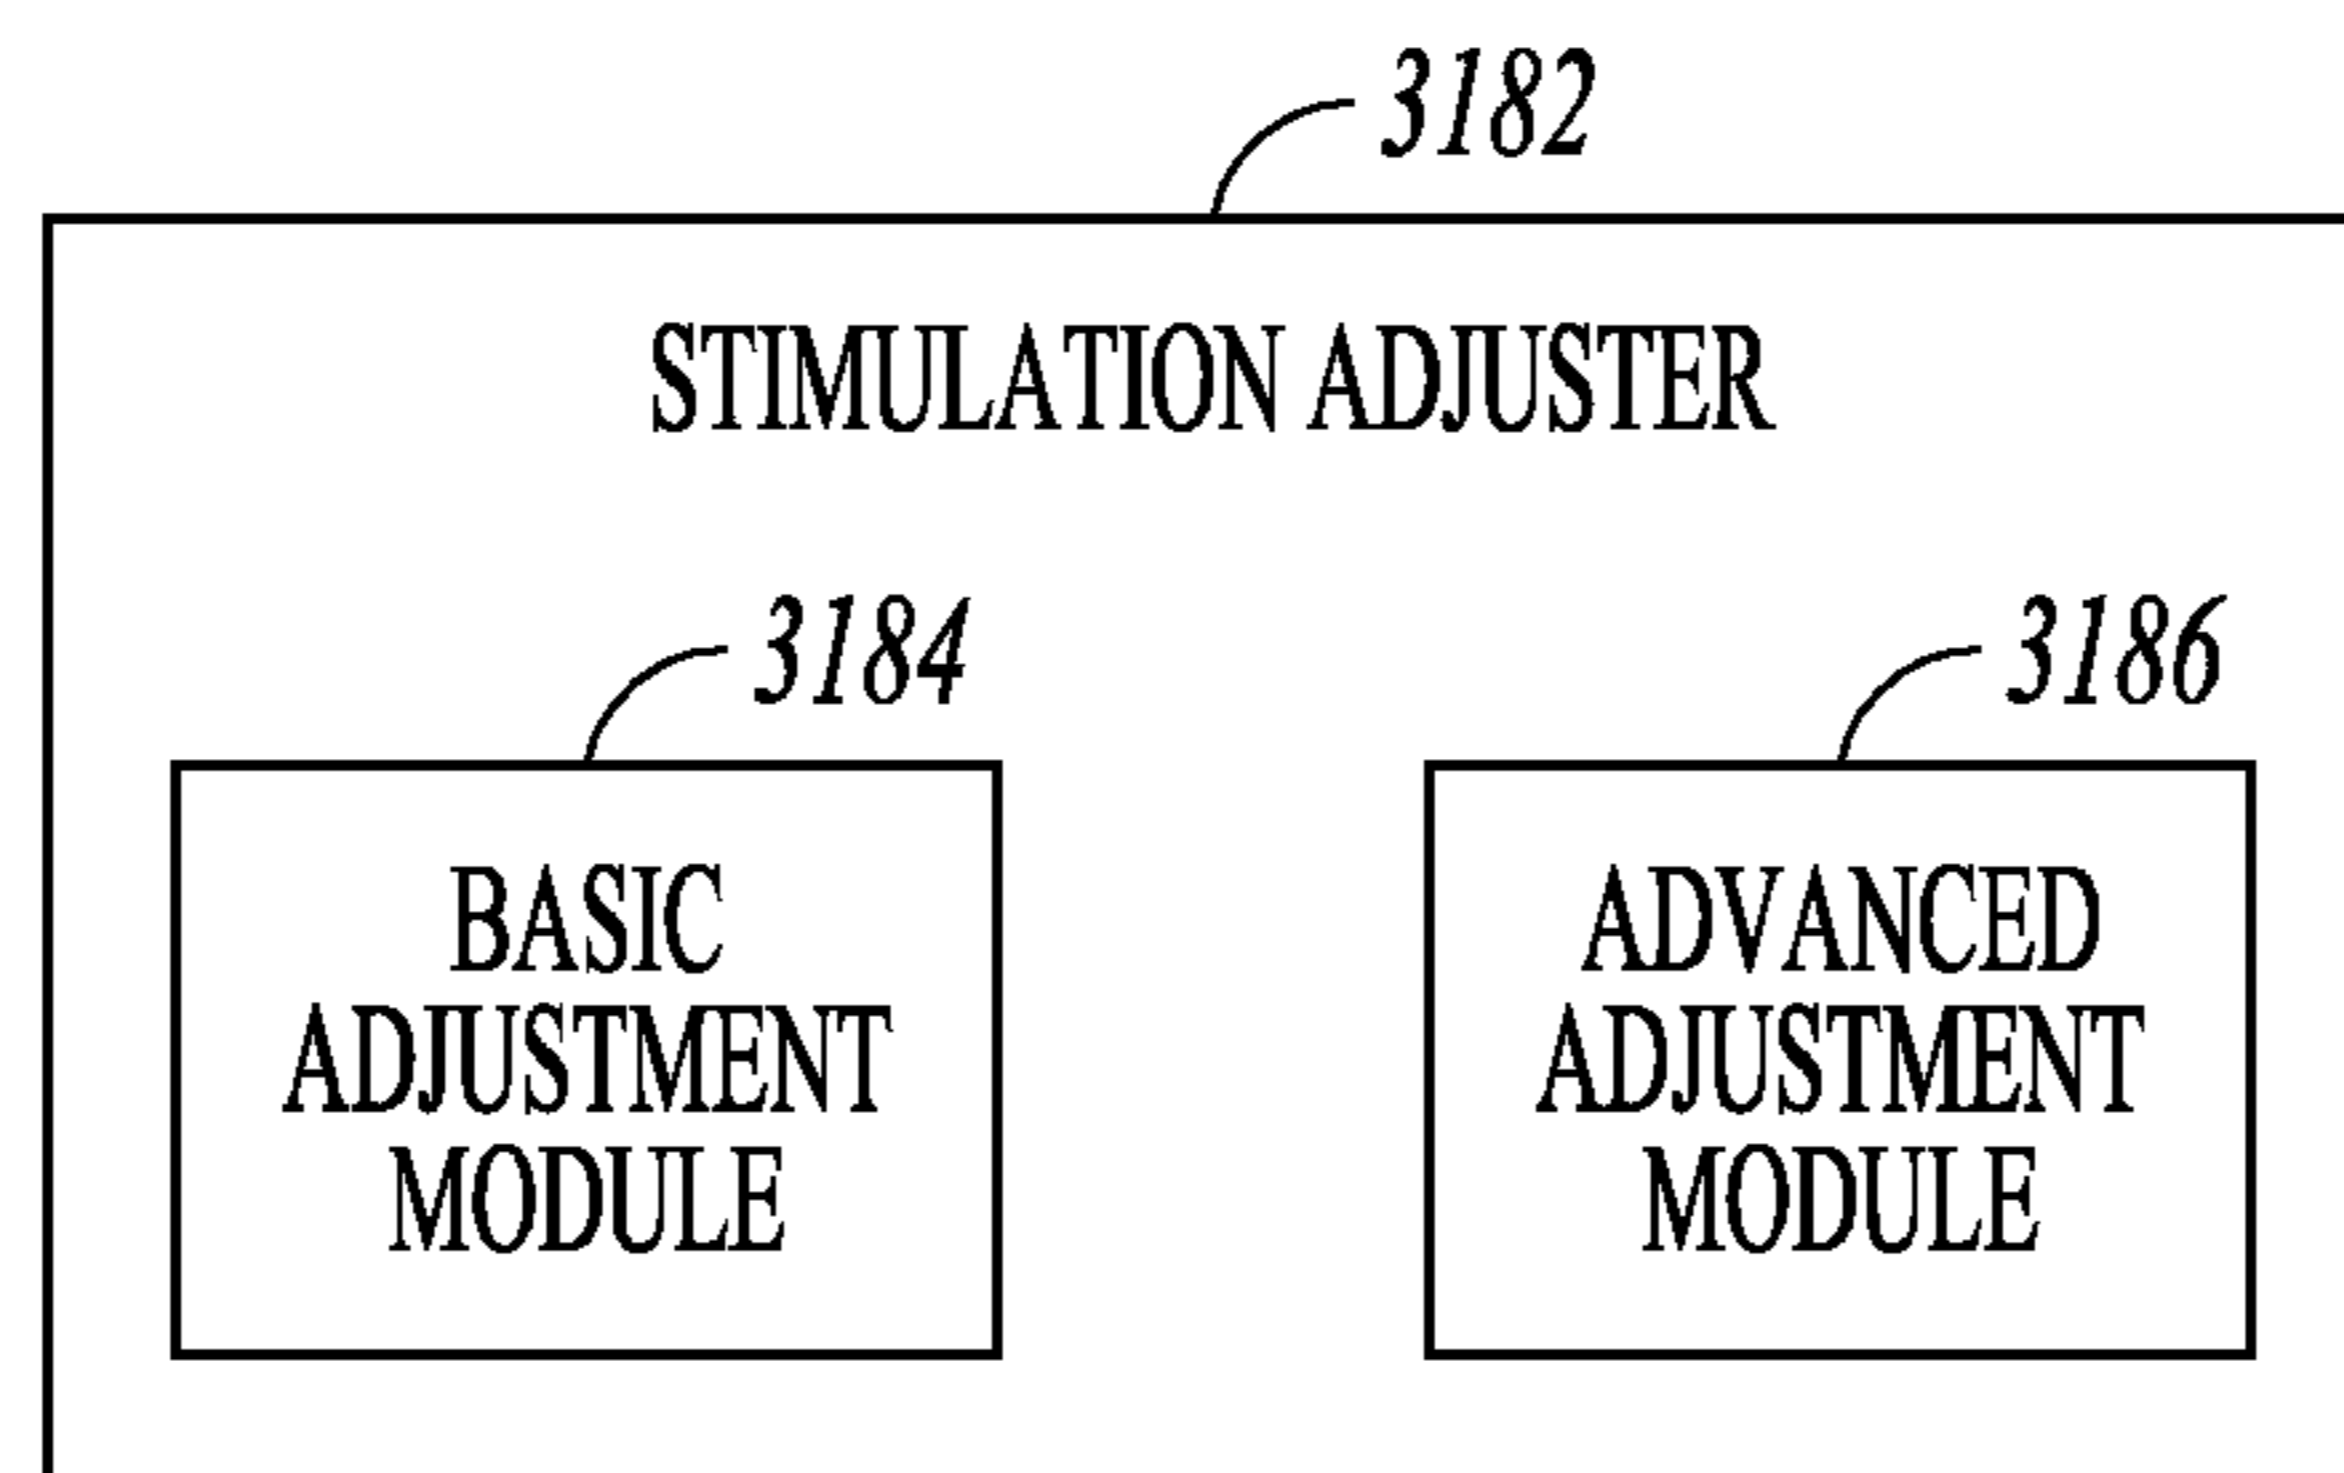 3182
STIMULATION ADJUSTER
3184
3186
BASIC
ADJUSTMENT
MODULE
ADVANCED
ADJUSTMENT
MODULE